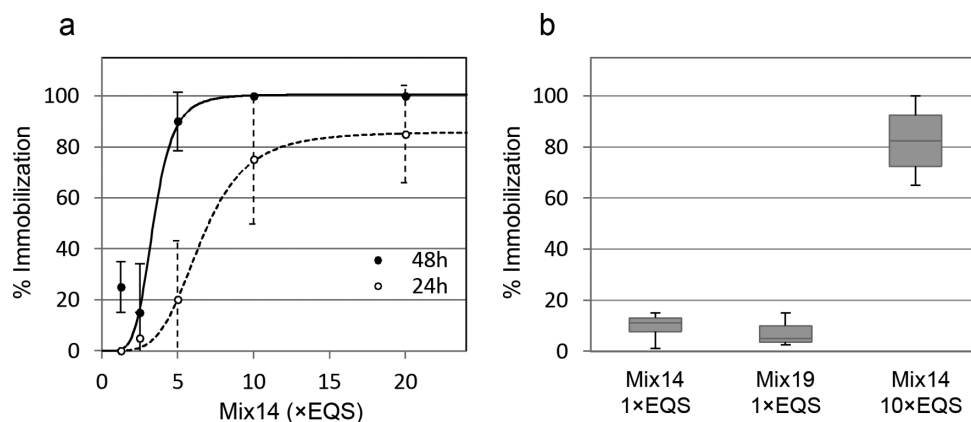 a
% Immobilization
100
80
60
40
20
0
48h
24h
0 5 10 15 20
Mix14 (×EQS)
b
% Immobilization
100
80
60
40
20
0
Mix14 Mix19 Mix14
1×EQS 1×EQS 10×EQS